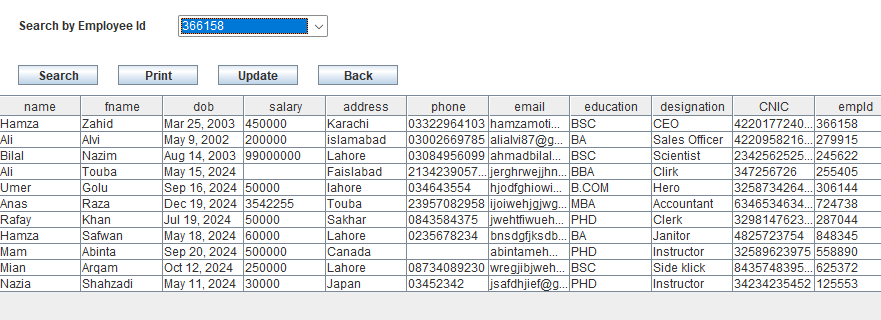 Search by Employee Id 366158
Search Print Update Back
name fname dob salary address phone email education designation CNIC empId
Hamza Zahid Mar 25, 2003 450000 Karachi 03322964103 hamzamoti... BSC CEO 4220177240... 366158
Ali Alvi May 9, 2002 200000 islamabad 03002669785 alialvi87@g... BA Sales Officer 4220958216... 279915
Bilal Nazim Aug 14, 2003 99000000 Lahore 03084956099 ahmadbilal... BSC Scientist 2342562525... 245622
Ali Touba May 15, 2024 Faislabad 2134239057... jerghrwejjhn... BBA Clirk 347256726 255405
Umer Golu Sep 16, 2024 50000 lahore 034643554 hjodfghiowi... B.COM Hero 3258734264... 306144
Anas Raza Dec 19, 2024 3542255 Touba 23957082958 ijoiwehjgjwg... MBA Accountant 6346534634... 724738
Rafay Khan Jul 19, 2024 50000 Sakhar 0843584375 jwehtfiwueh... PHD Clerk 3298147623... 287044
Hamza Safwan May 18, 2024 60000 Lahore 0235678234 bnsdgfjksdb... BA Janitor 4825723754 848345
Mam Abinta Sep 20, 2024 500000 Canada abintameh... PHD Instructor 32589623975 558890
Mian Arqam Oct 12, 2024 250000 Lahore 08734089230 wregjibjweh... BSC Side klick 8435748395... 625372
Nazia Shahzadi May 11, 2024 30000 Japan 03452342 jsafdhjief@g... PHD Instructor 34234235452 125553